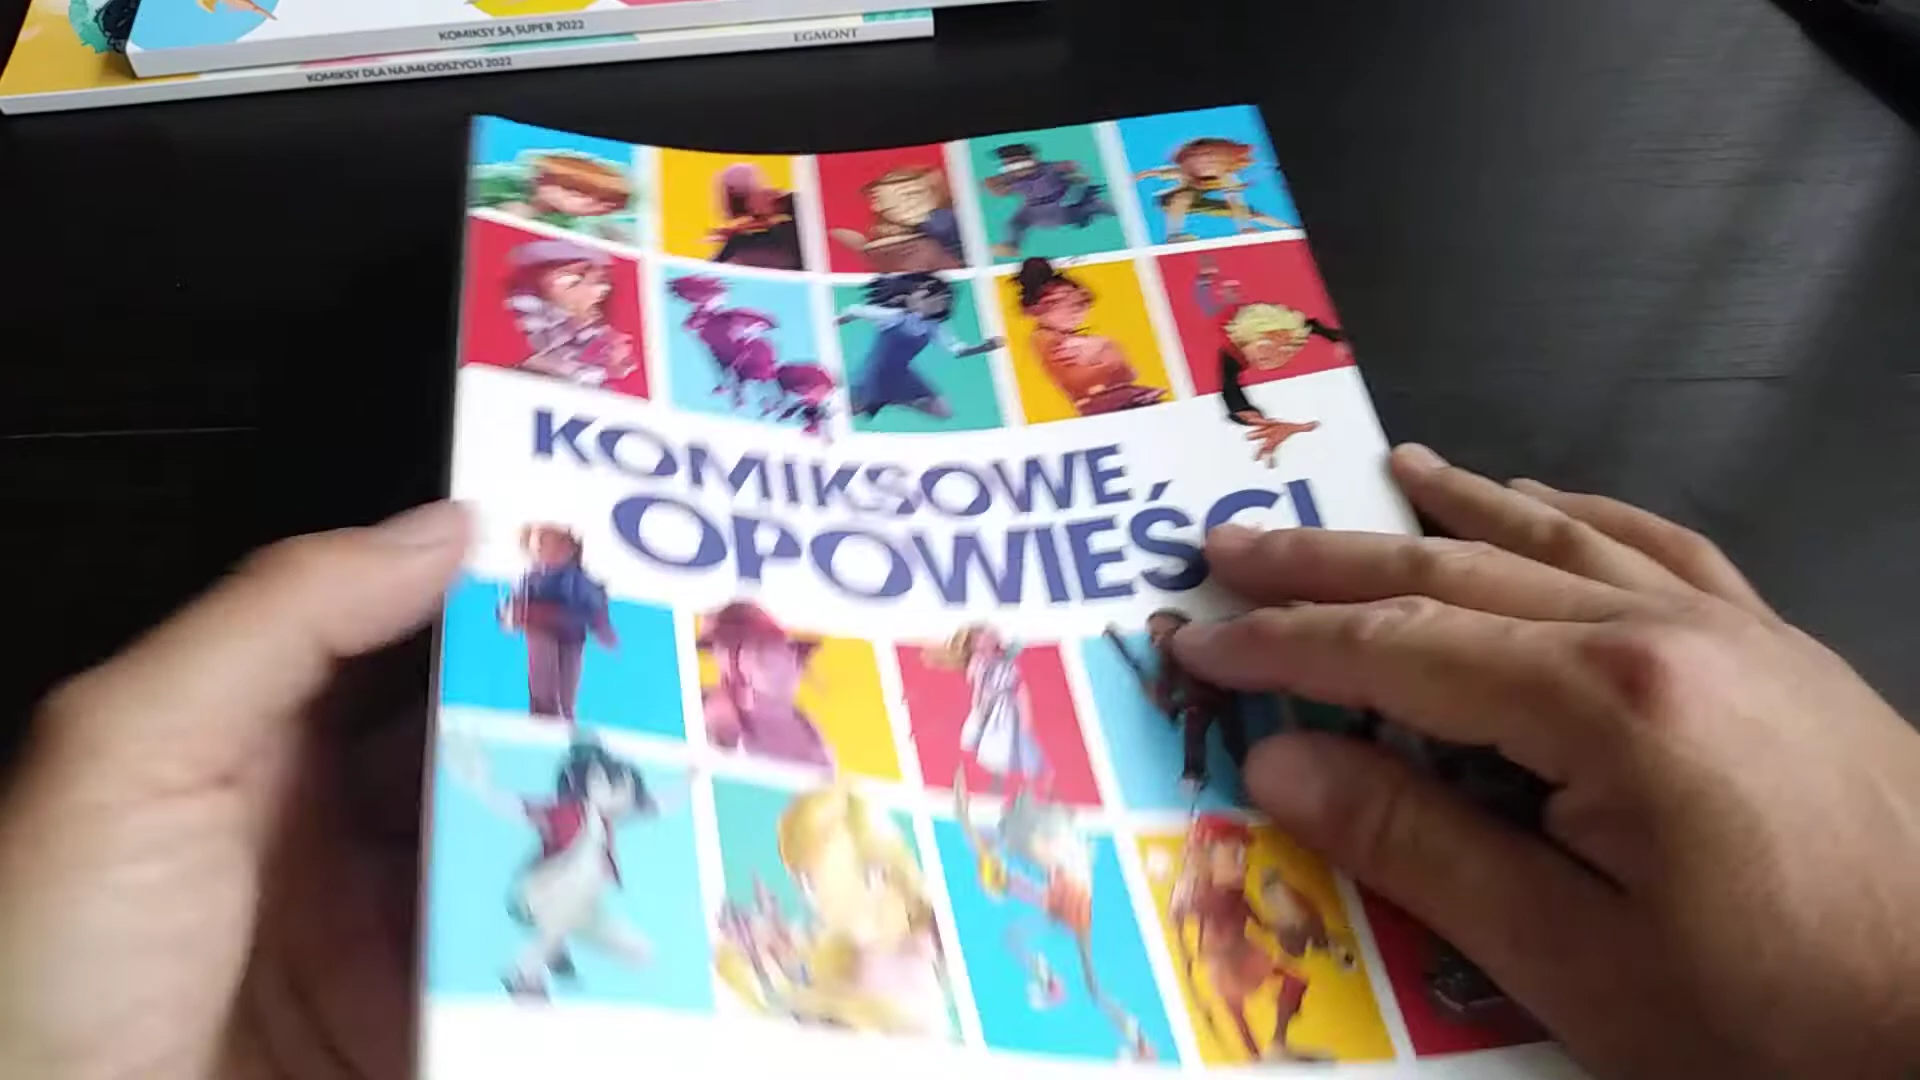 KOMIKSY SĄ SUPER 2022
EGMONT
KOMIKSY DLA NAJMŁODSZYCH 2022
KOMIKSOWE
OPOWIEŚCI